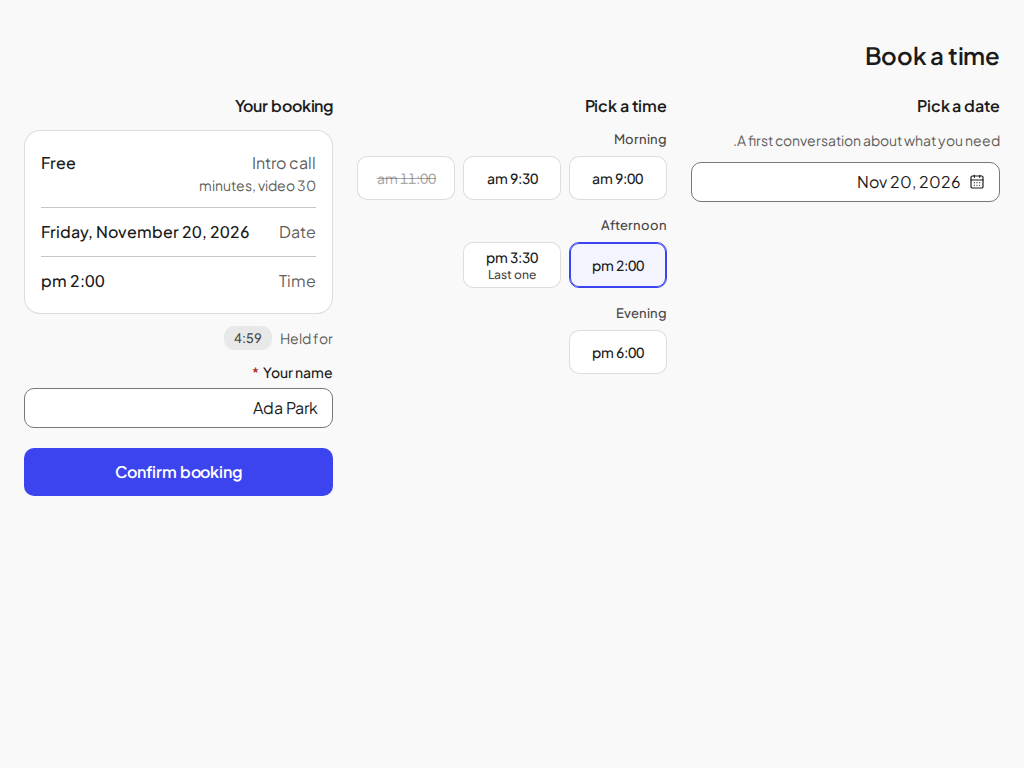 Book a time
Pick a date
.A first conversation about what you need
Nov 20, 2026
Pick a time
Morning
am 9:00
am 9:30
am 11:00
Afternoon
pm 2:00
pm 3:30
Last one
Evening
pm 6:00
Your booking
Intro call
Free
minutes, video 30
Date
Friday, November 20, 2026
Time
pm 2:00
Held for 4:59
Your name *
Ada Park
Confirm booking